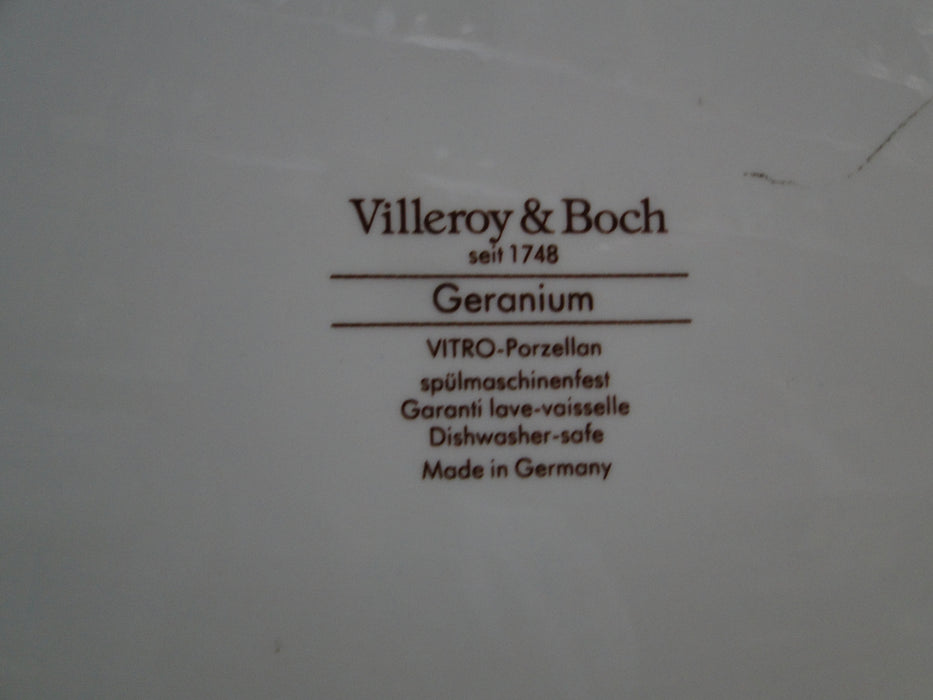 Villeroy & Boch
seit 1748
Geranium
VITRO-Porzellan
spülmaschinenfest
Garanti lave-vaisselle
Dishwasher-safe
Made in Germany